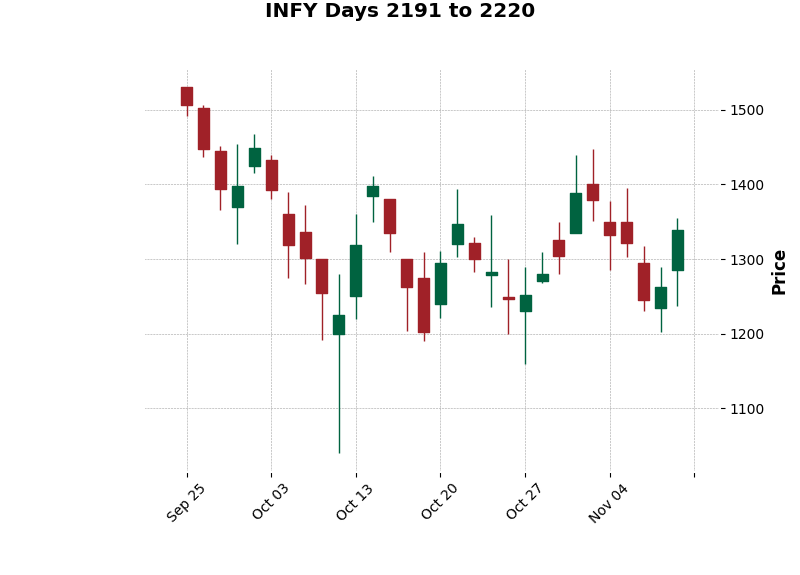 INFY Days 2191 to 2220
1500
1400
1300
1200
1100
Price
Sep 25
Oct 03
Oct 13
Oct 20
Oct 27
Nov 04